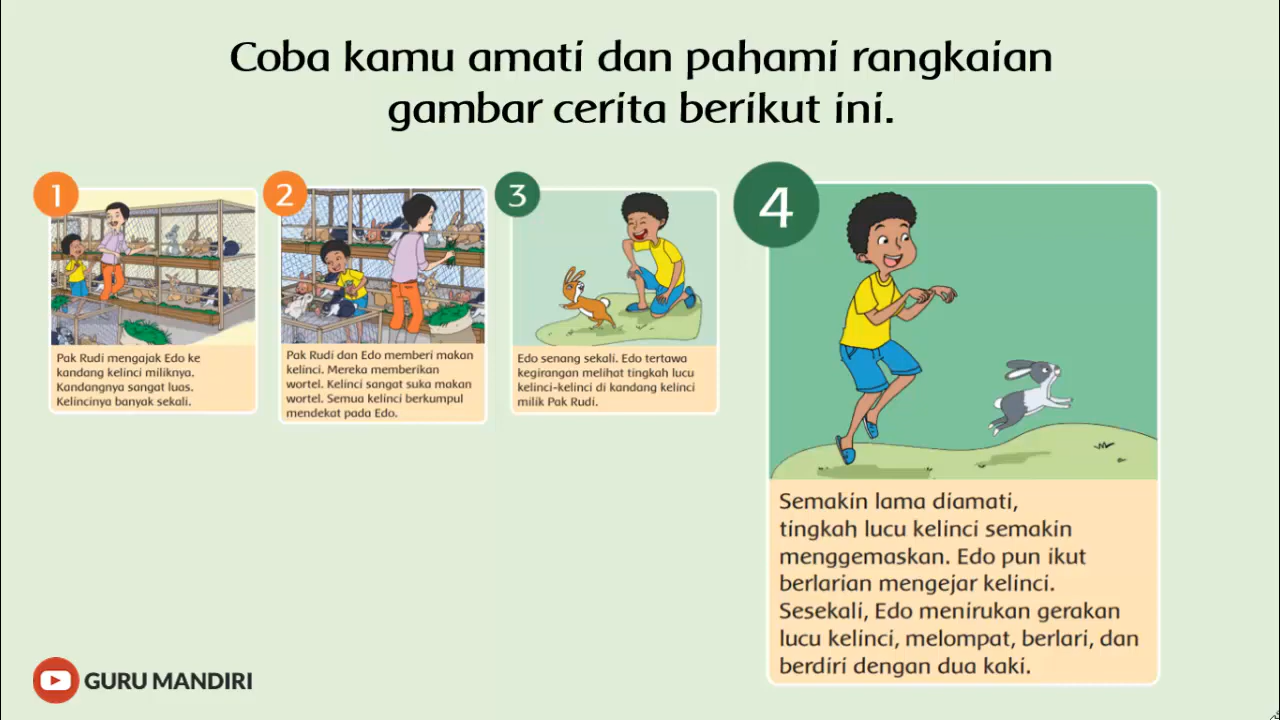 Coba kamu amati dan pahami rangkaian
gambar cerita berikut ini.
1
Pak Rudi mengajak Edo ke
kandang kelinci miliknya.
Kandangnya sangat luas.
Kelincinya banyak sekali.
2
Pak Rudi dan Edo memberi makan
kelinci. Mereka memberikan
wortel. Kelinci sangat suka makan
wortel. Semua kelinci berkumpul
mendekat pada Edo.
3
Edo senang sekali. Edo tertawa
kegirangan melihat tingkah lucu
kelinci-kelinci di kandang kelinci
milik Pak Rudi.
4
Semakin lama diamati,
tingkah lucu kelinci semakin
menggemaskan. Edo pun ikut
berlarian mengejar kelinci.
Sesekali, Edo menirukan gerakan
lucu kelinci, melompat, berlari, dan
berdiri dengan dua kaki.
GURU MANDIRI